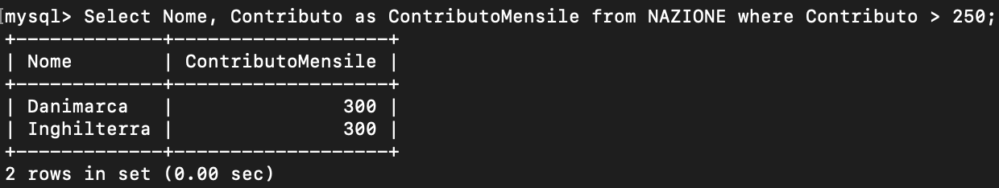 [mysql> Select Nome, Contributo as ContributoMensile from NAZIONE where Contributo > 250;
+-------------+-------------------+
| Nome        | ContributoMensile |
+-------------+-------------------+
| Danimarca   |               300 |
| Inghilterra |               300 |
+-------------+-------------------+
2 rows in set (0.00 sec)